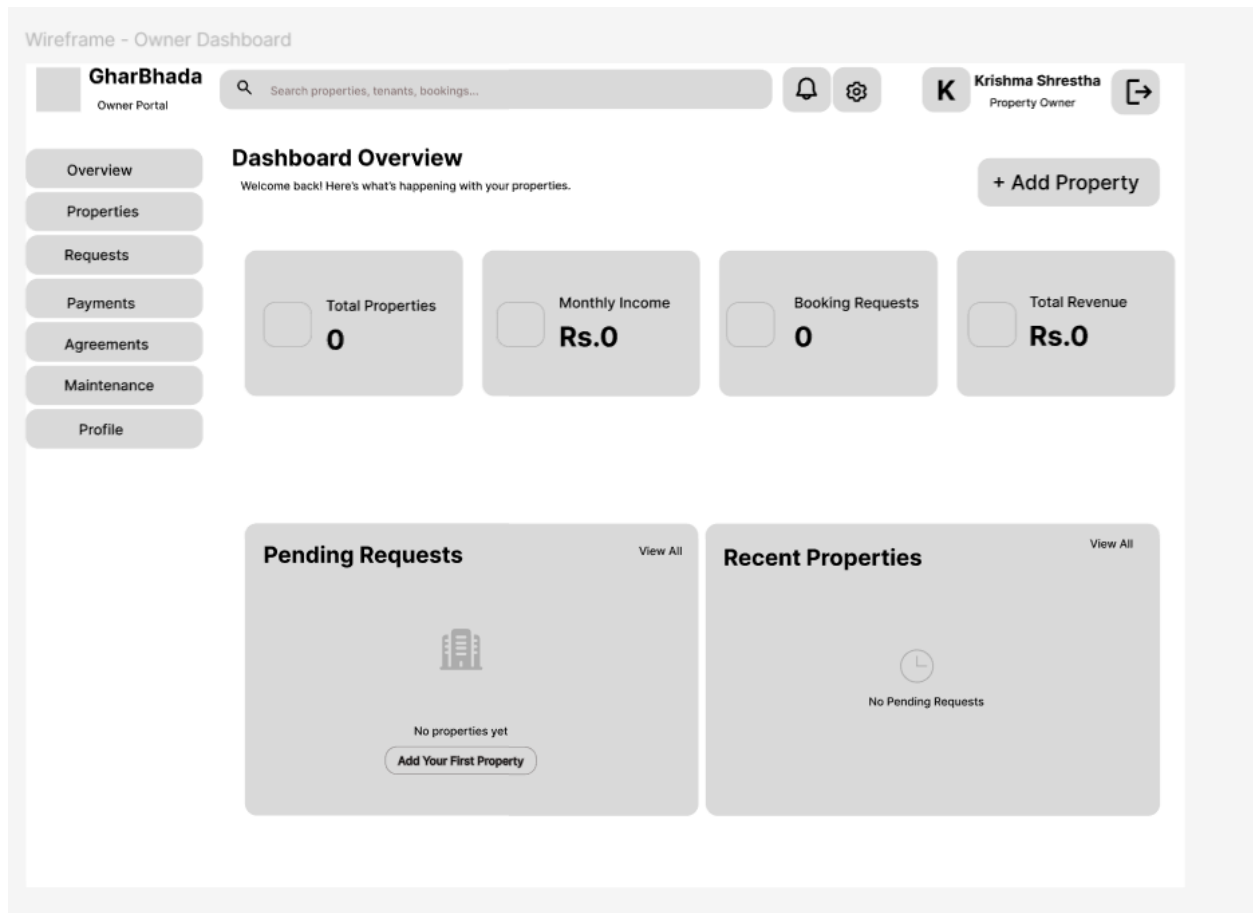 Wireframe - Owner Dashboard
GharBhada
Owner Portal
Search properties, tenants, bookings...
K
Krishma Shrestha
Property Owner
Overview
Properties
Requests
Payments
Agreements
Maintenance
Profile
Dashboard Overview
Welcome back! Here's what's happening with your properties.
+ Add Property
Total Properties
0
Monthly Income
Rs.0
Booking Requests
0
Total Revenue
Rs.0
Pending Requests
View All
No properties yet
Add Your First Property
Recent Properties
View All
No Pending Requests